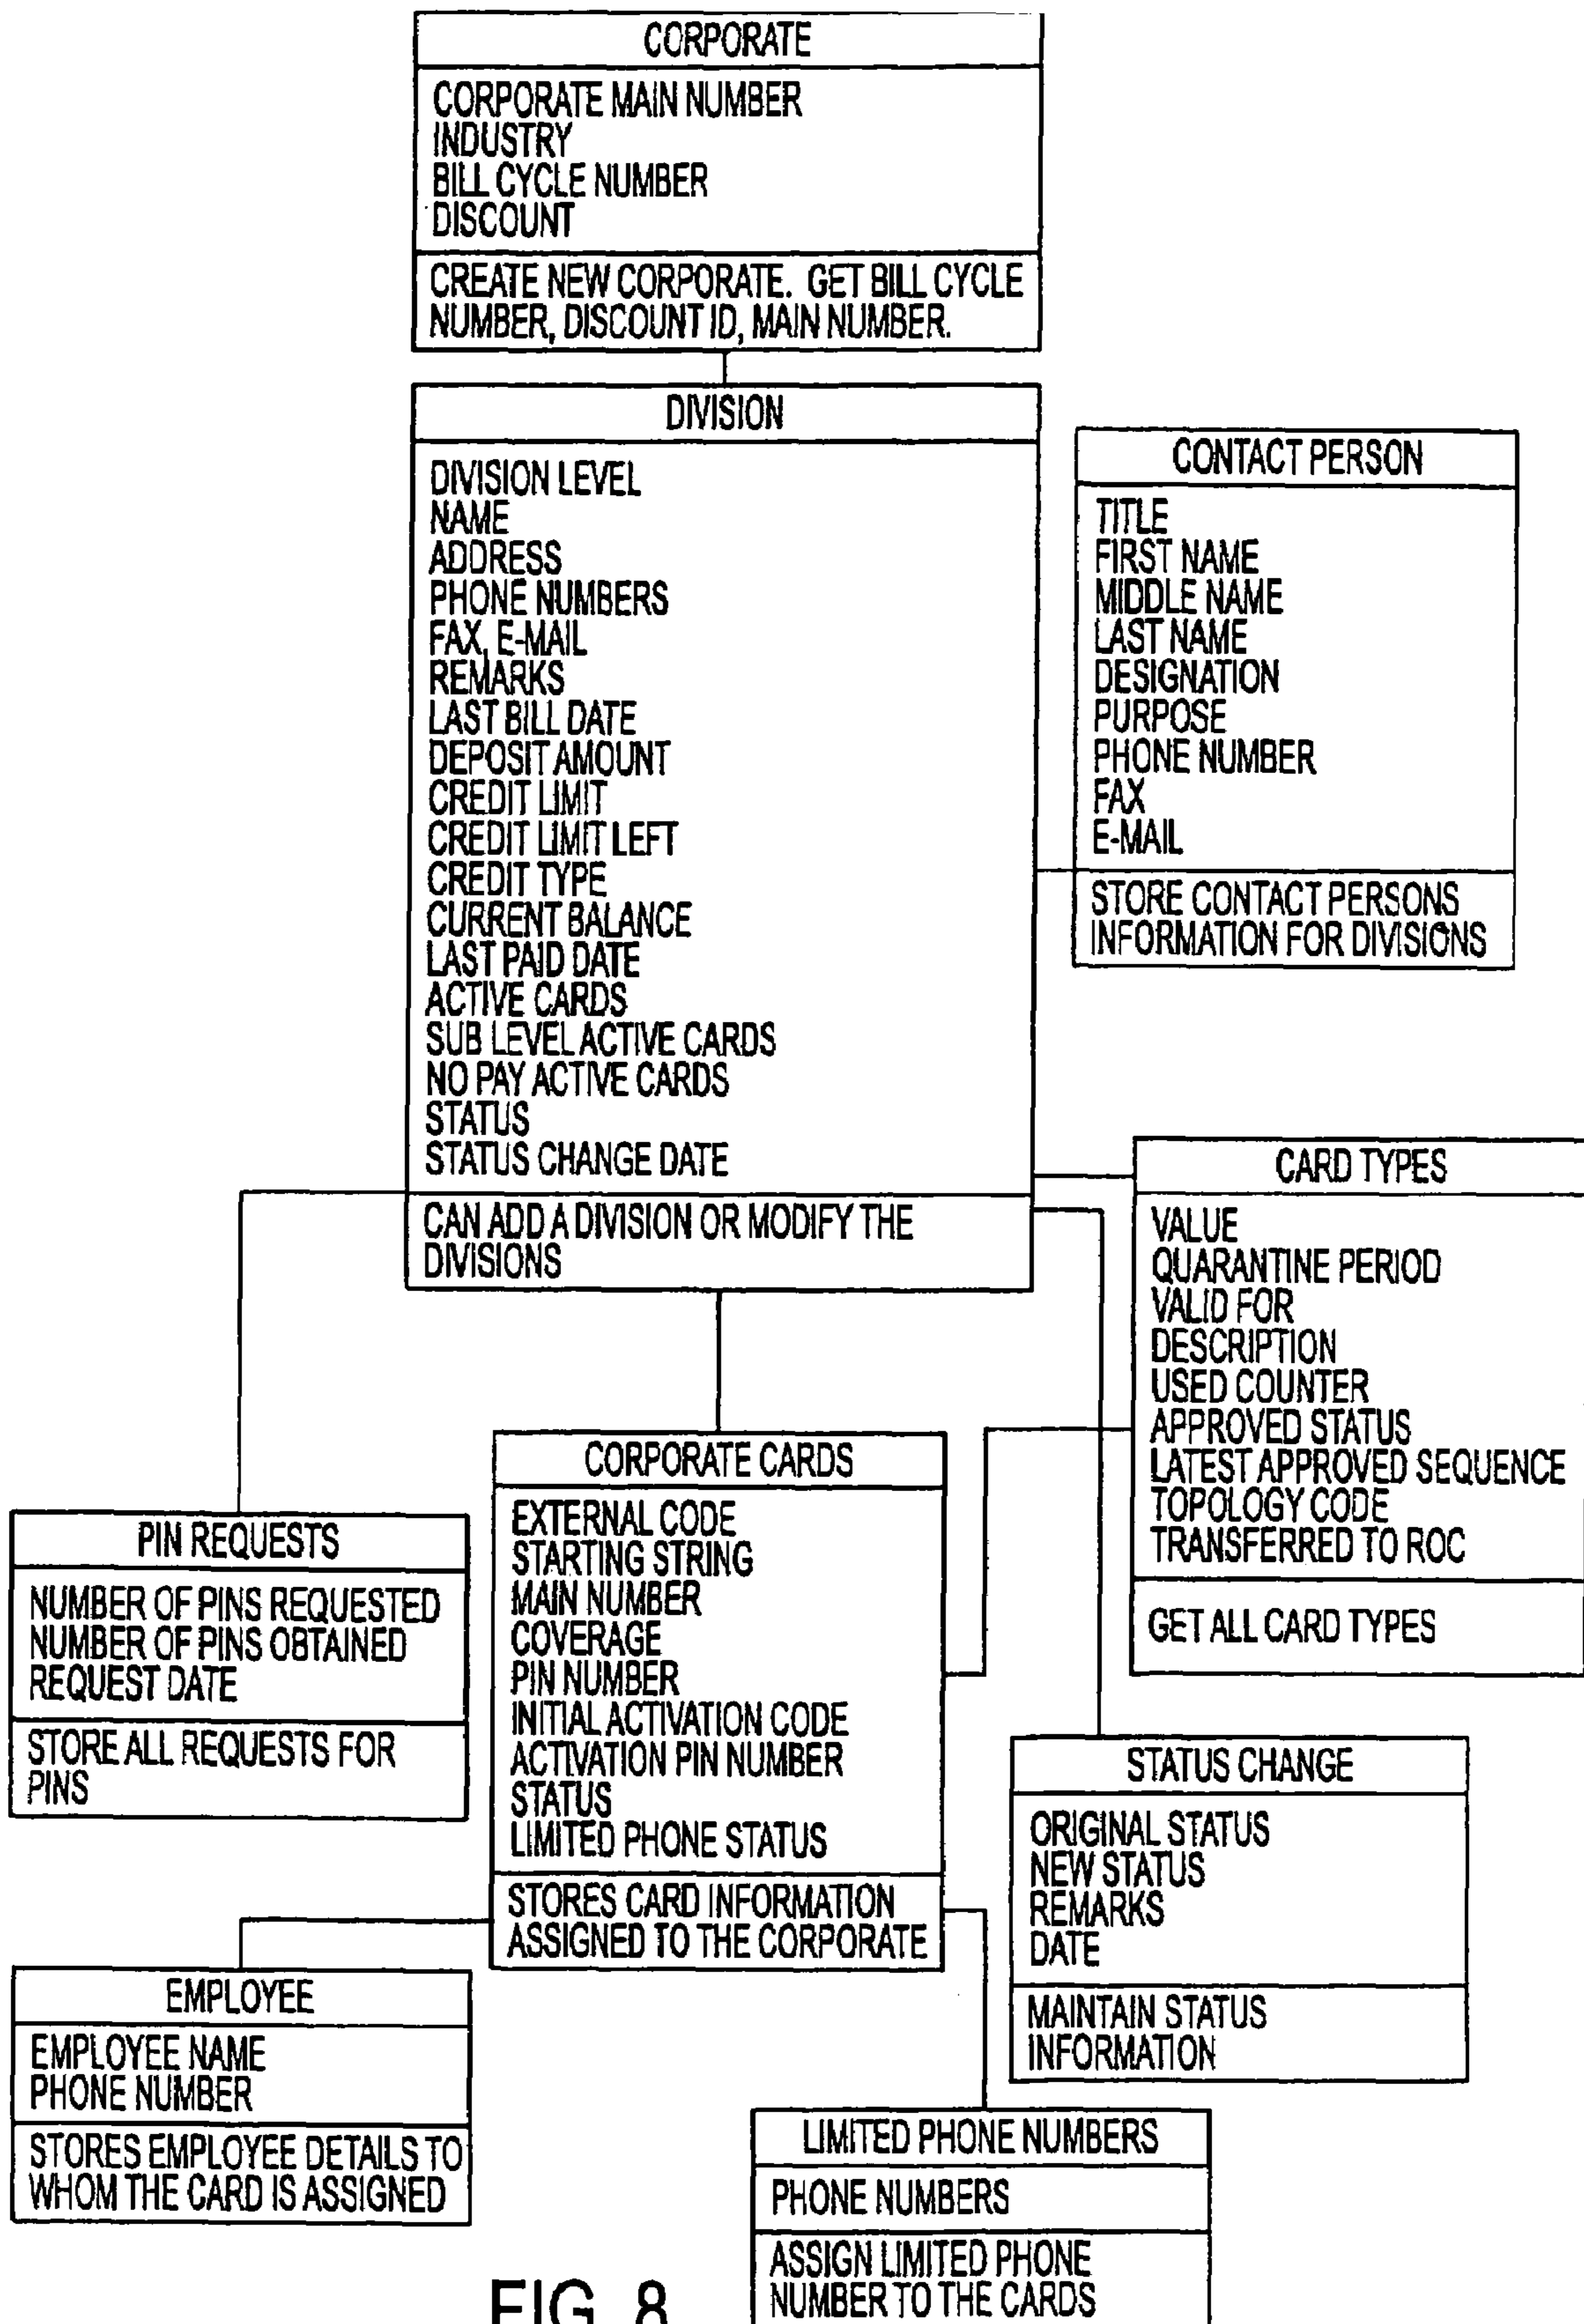 CORPORATE
CORPORATE MAIN NUMBER
INDUSTRY
BILL CYCLE NUMBER
DISCOUNT
CREATE NEW CORPORATE. GET BILL CYCLE
NUMBER, DISCOUNT ID, MAIN NUMBER.
DIVISION
DIVISION LEVEL
NAME
ADDRESS
PHONE NUMBERS
FAX, E-MAIL
REMARKS
LAST BILL DATE
DEPOSIT AMOUNT
CREDIT LIMIT
CREDIT LIMIT LEFT
CREDIT TYPE
CURRENT BALANCE
LAST PAID DATE
ACTIVE CARDS
SUB LEVEL ACTIVE CARDS
NO PAY ACTIVE CARDS
STATUS
STATUS CHANGE DATE
CAN ADD A DIVISION OR MODIFY THE
DIVISIONS
CONTACT PERSON
TITLE
FIRST NAME
MIDDLE NAME
LAST NAME
DESIGNATION
PURPOSE
PHONE NUMBER
FAX
E-MAIL
STORE CONTACT PERSONS
INFORMATION FOR DIVISIONS
CARD TYPES
VALUE
QUARANTINE PERIOD
VALID FOR
DESCRIPTION
USED COUNTER
APPROVED STATUS
LATEST APPROVED SEQUENCE
TOPOLOGY CODE
TRANSFERRED TO ROC
GET ALL CARD TYPES
CORPORATE CARDS
EXTERNAL CODE
STARTING STRING
MAIN NUMBER
COVERAGE
PIN NUMBER
INITIAL ACTIVATION CODE
ACTIVATION PIN NUMBER
STATUS
LIMITED PHONE STATUS
STORES CARD INFORMATION
ASSIGNED TO THE CORPORATE
PIN REQUESTS
NUMBER OF PINS REQUESTED
NUMBER OF PINS OBTAINED
REQUEST DATE
STORE ALL REQUESTS FOR
PINS
STATUS CHANGE
ORIGINAL STATUS
NEW STATUS
REMARKS
DATE
MAINTAIN STATUS
INFORMATION
EMPLOYEE
EMPLOYEE NAME
PHONE NUMBER
STORES EMPLOYEE DETAILS TO
WHOM THE CARD IS ASSIGNED
LIMITED PHONE NUMBERS
PHONE NUMBERS
ASSIGN LIMITED PHONE
NUMBER TO THE CARDS
FIG. 8